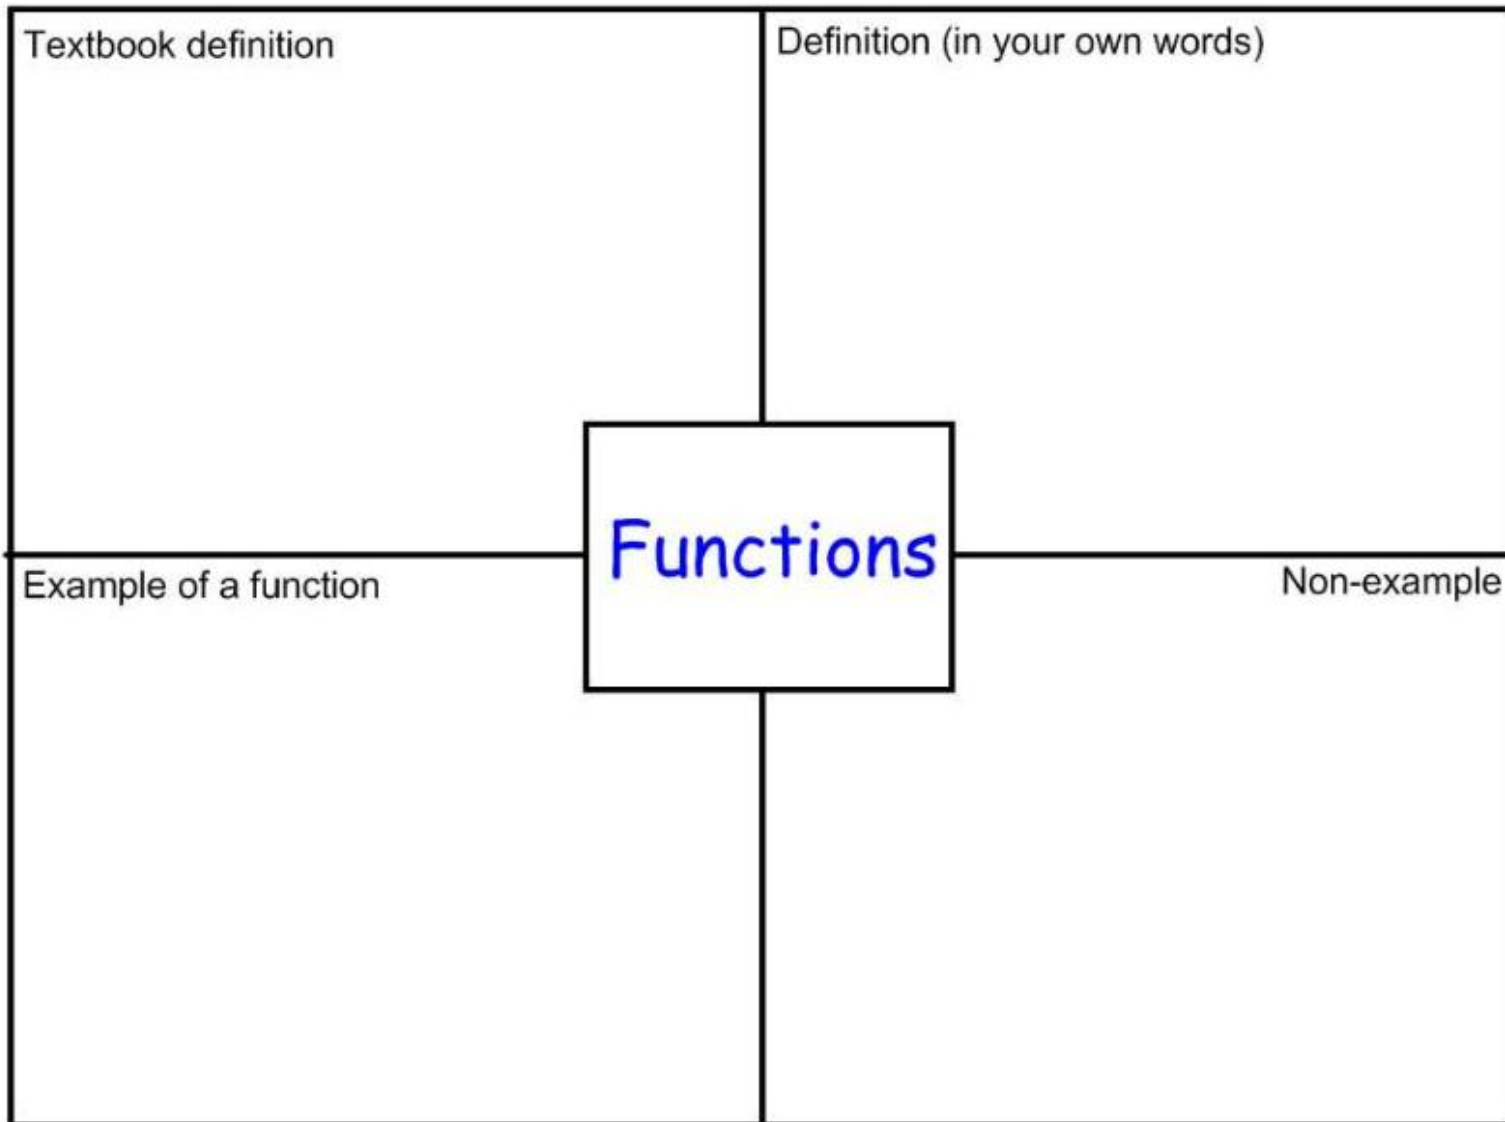 Textbook definition
Definition (in your own words)
Functions
Example of a function
Non-example